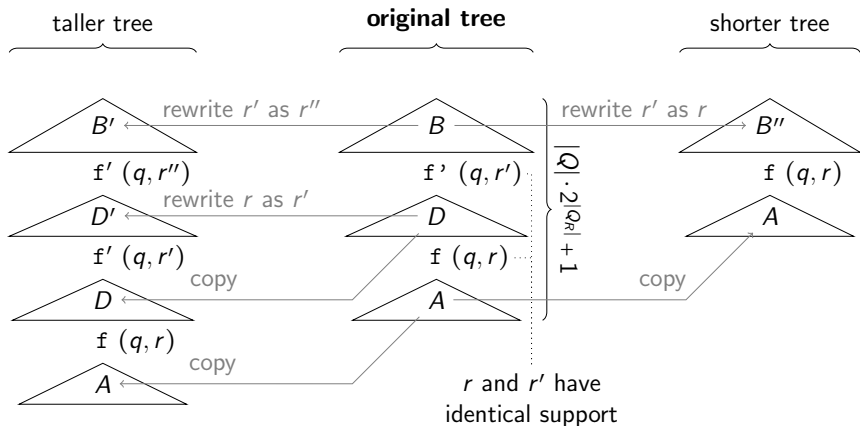 taller tree
original tree
shorter tree
B′ rewrite r′ as r″ B rewrite r′ as r B″
f′ (q, r″) f' (q, r′) f (q, r)
|Q| · 2^|Q_R| + 1
D′ rewrite r as r′ D A
f′ (q, r′) f (q, r)
copy copy
D A
f (q, r)
copy
A
r and r′ have
identical support